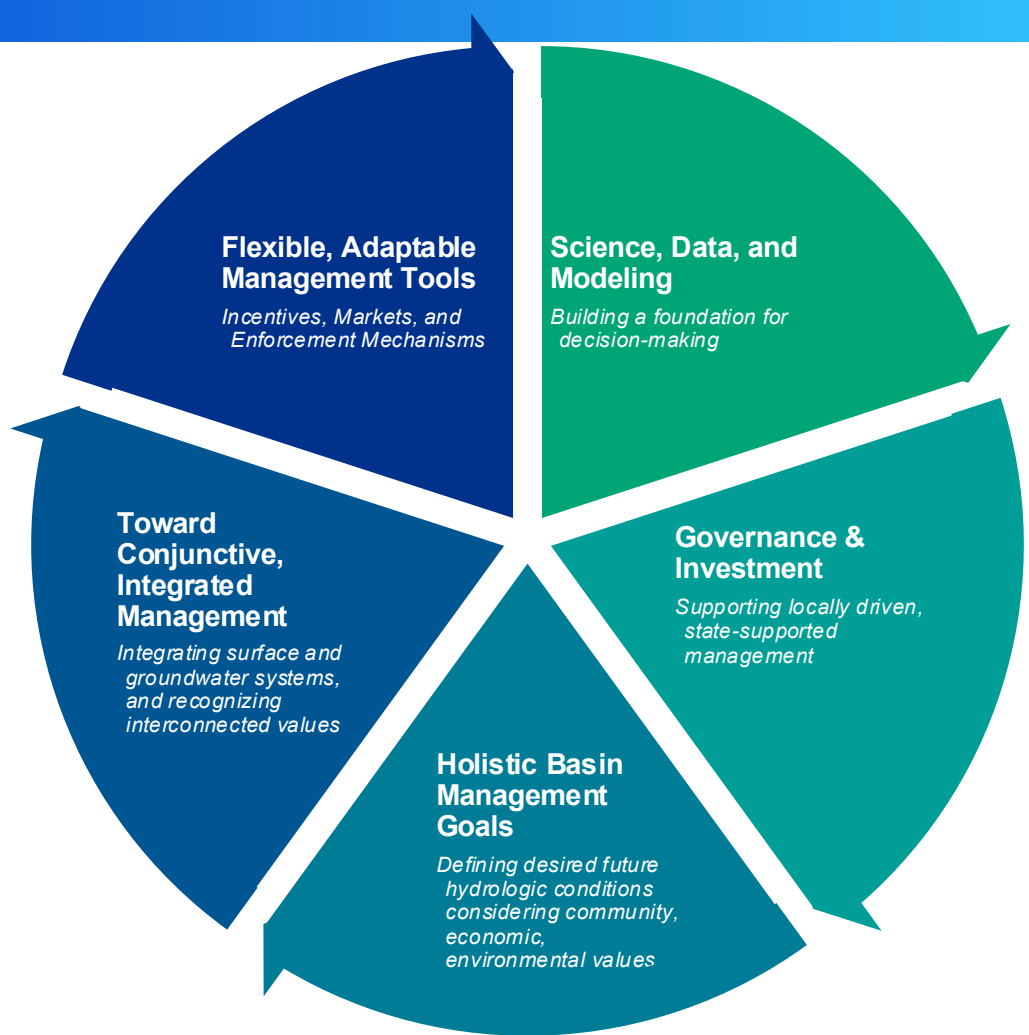 Flexible, Adaptable
Management Tools
Incentives, Markets, and
Enforcement Mechanisms
Science, Data, and
Modeling
Building a foundation for
decision-making
Governance &
Investment
Supporting locally driven,
state-supported
management
Holistic Basin
Management
Goals
Defining desired future
hydrologic conditions
considering community,
economic,
environmental values
Toward
Conjunctive,
Integrated
Management
Integrating surface and
groundwater systems,
and recognizing
interconnected values